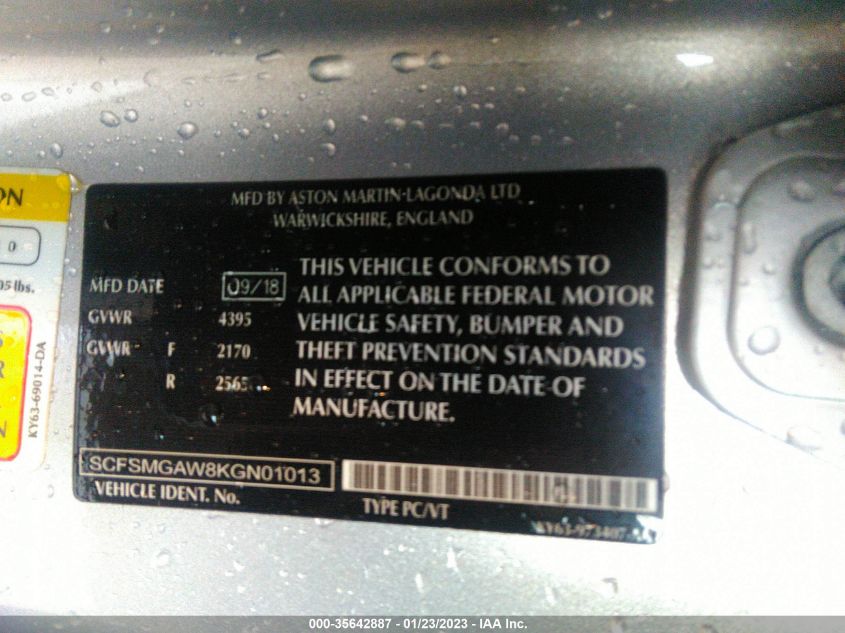 ON
1 0
05 lbs.
S
R
N
KY63-69014-DA
MFD BY ASTON MARTIN-LAGONDA LTD
WARWICKSHIRE, ENGLAND
MFD DATE 09/18
GVWR 4395
GVWR F 2170
R 2565
THIS VEHICLE CONFORMS TO
ALL APPLICABLE FEDERAL MOTOR
VEHICLE SAFETY, BUMPER AND
THEFT PREVENTION STANDARDS
IN EFFECT ON THE DATE OF
MANUFACTURE.
SCFSMGAW8KGN01013
VEHICLE IDENT. No.
TYPE PC/VT
000-35642887 - 01/23/2023 - IAA Inc.